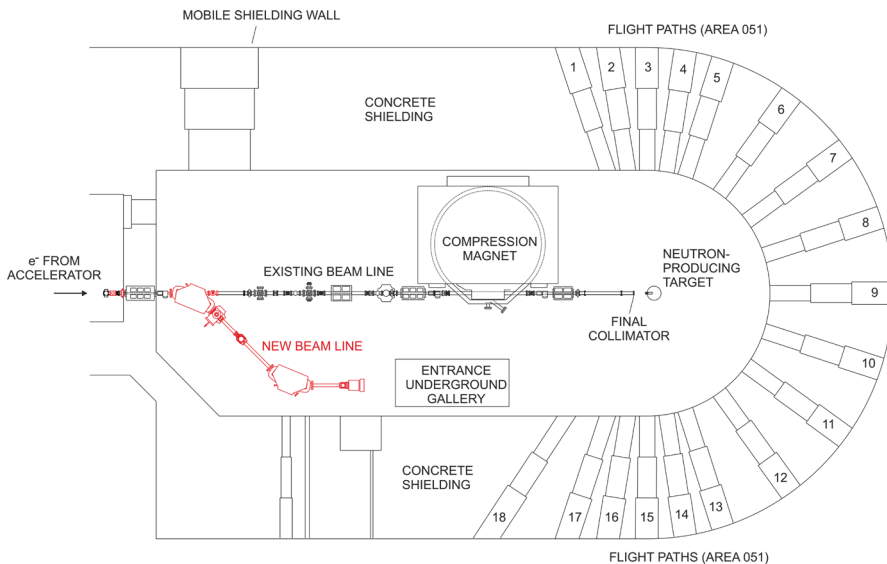 MOBILE SHIELDING WALL
FLIGHT PATHS (AREA 051)
1
2
3
4
5
6
7
8
9
10
11
12
13
14
15
16
17
18
CONCRETE
SHIELDING
e⁻ FROM
ACCELERATOR
EXISTING BEAM LINE
COMPRESSION
MAGNET
NEUTRON-
PRODUCING
TARGET
FINAL
COLLIMATOR
NEW BEAM LINE
ENTRANCE
UNDERGROUND
GALLERY
CONCRETE
SHIELDING
FLIGHT PATHS (AREA 051)